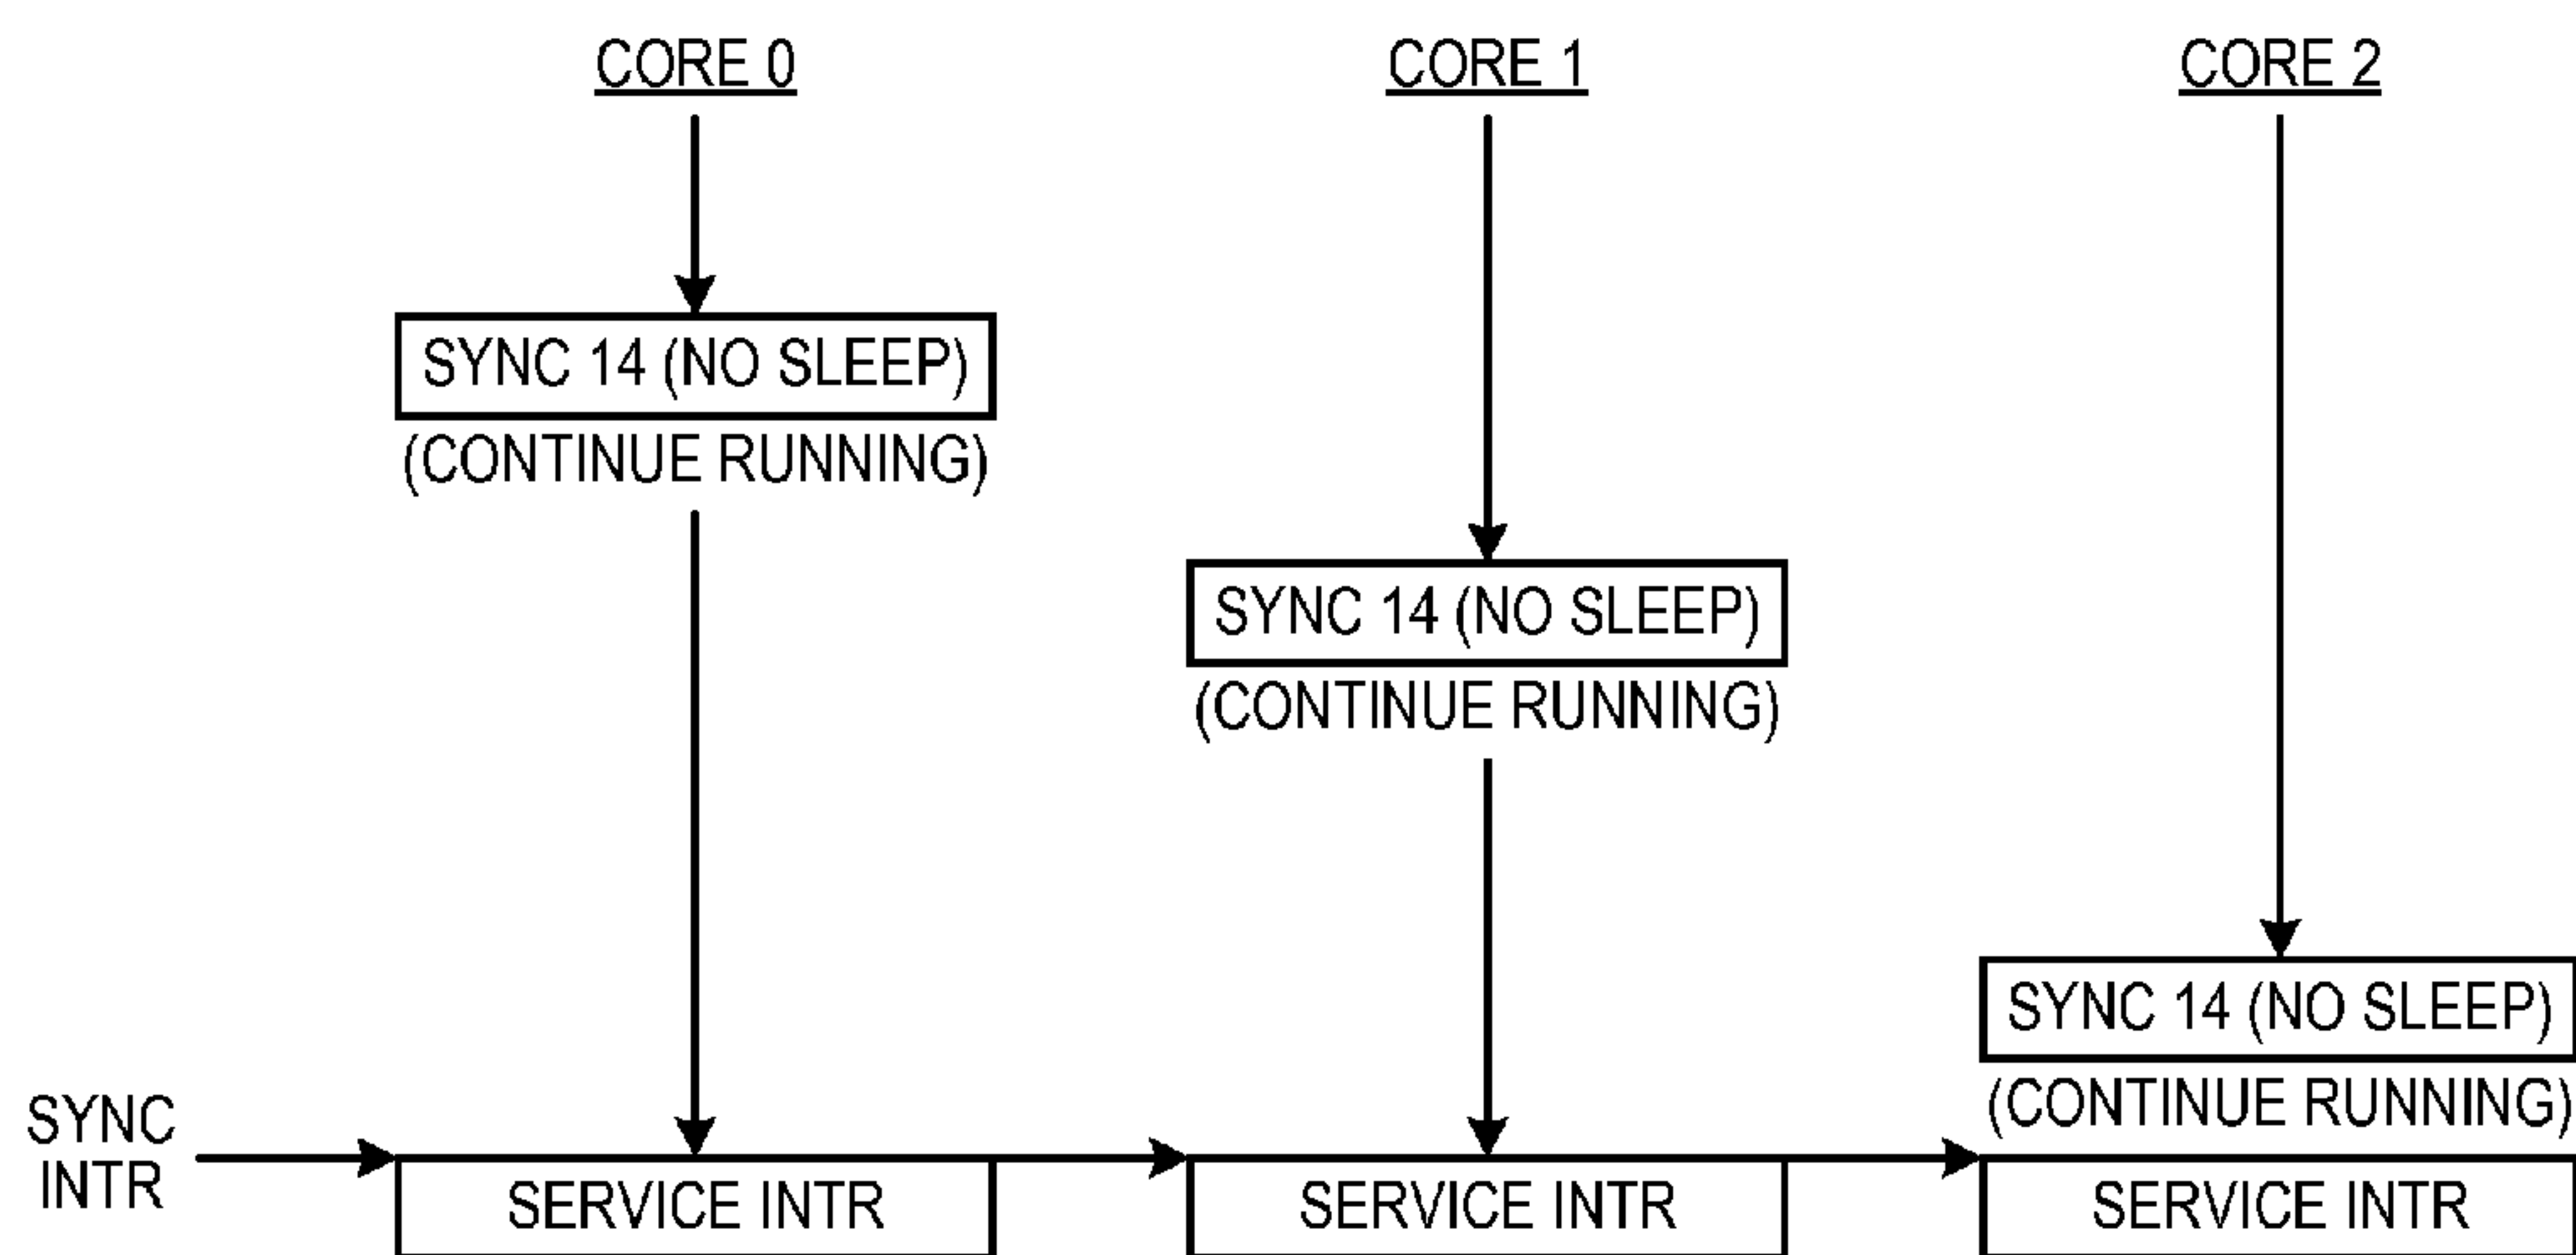 CORE 0
CORE 1
CORE 2
SYNC 14 (NO SLEEP)
(CONTINUE RUNNING)
SYNC 14 (NO SLEEP)
(CONTINUE RUNNING)
SYNC 14 (NO SLEEP)
(CONTINUE RUNNING)
SYNC
INTR
SERVICE INTR
SERVICE INTR
SERVICE INTR